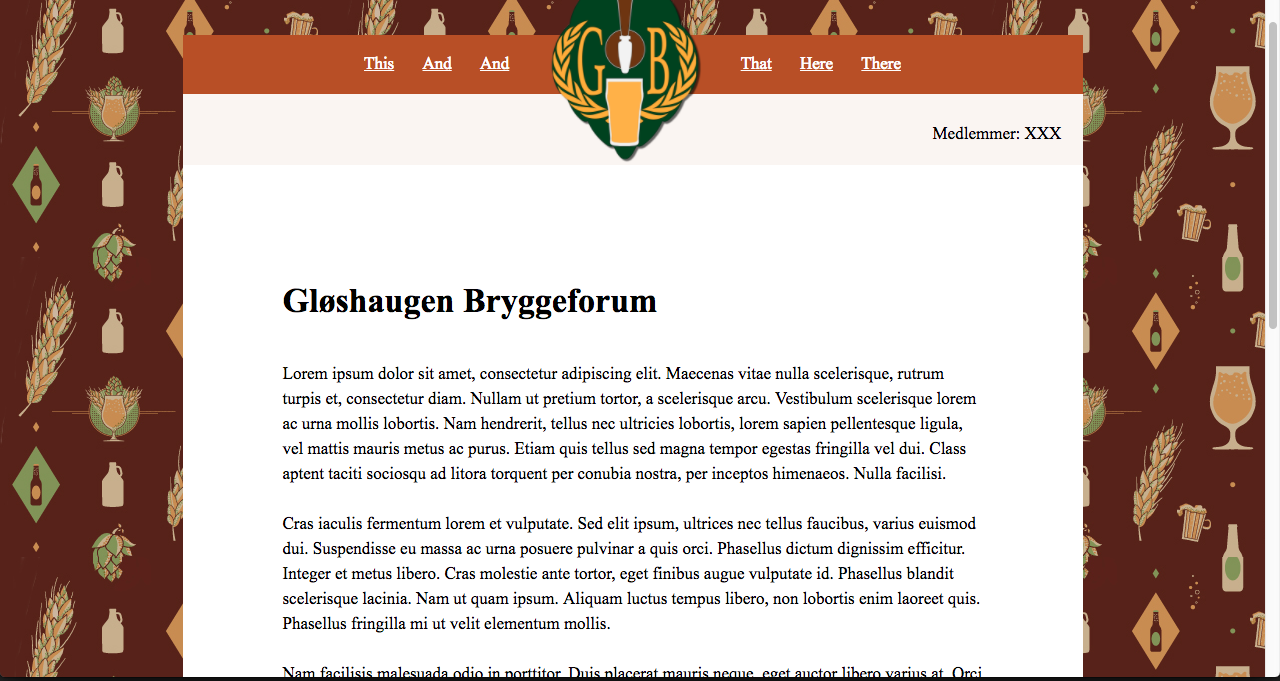 This And And That Here There
G B
Medlemmer: XXX
Gløshaugen Bryggeforum
Lorem ipsum dolor sit amet, consectetur adipiscing elit. Maecenas vitae nulla scelerisque, rutrum
turpis et, consectetur diam. Nullam ut pretium tortor, a scelerisque arcu. Vestibulum scelerisque lorem
ac urna mollis lobortis. Nam hendrerit, tellus nec ultricies lobortis, lorem sapien pellentesque ligula,
vel mattis mauris metus ac purus. Etiam quis tellus sed magna tempor egestas fringilla vel dui. Class
aptent taciti sociosqu ad litora torquent per conubia nostra, per inceptos himenaeos. Nulla facilisi.
Cras iaculis fermentum lorem et vulputate. Sed elit ipsum, ultrices nec tellus faucibus, varius euismod
dui. Suspendisse eu massa ac urna posuere pulvinar a quis orci. Phasellus dictum dignissim efficitur.
Integer et metus libero. Cras molestie ante tortor, eget finibus augue vulputate id. Phasellus blandit
scelerisque lacinia. Nam ut quam ipsum. Aliquam luctus tempus libero, non lobortis enim laoreet quis.
Phasellus fringilla mi ut velit elementum mollis.
Nam facilisis malesuada odio in porttitor. Duis placerat mauris neque, eget auctor libero varius at. Orci